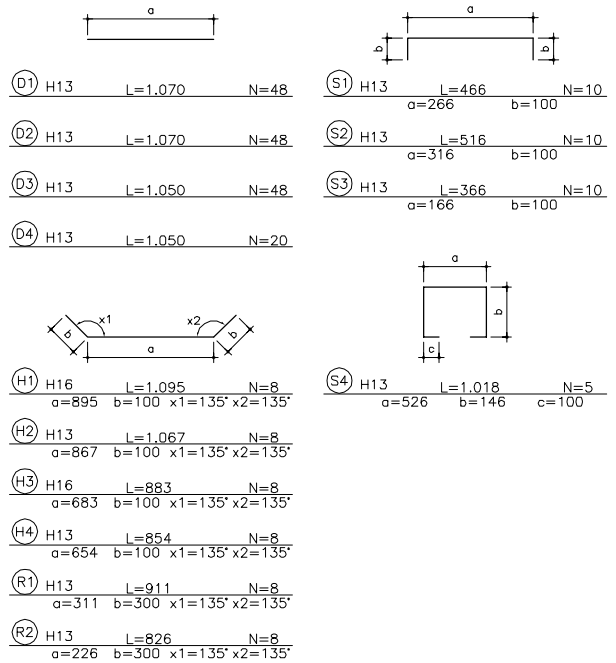 a
D1 H13 L=1.070 N=48
D2 H13 L=1.070 N=48
D3 H13 L=1.050 N=48
D4 H13 L=1.050 N=20
x1 x2
b a b
H1 H16 L=1.095 N=8
a=895 b=100 x1=135° x2=135°
H2 H13 L=1.067 N=8
a=867 b=100 x1=135° x2=135°
H3 H16 L=883 N=8
a=683 b=100 x1=135° x2=135°
H4 H13 L=854 N=8
a=654 b=100 x1=135° x2=135°
R1 H13 L=911 N=8
a=311 b=300 x1=135° x2=135°
R2 H13 L=826 N=8
a=226 b=300 x1=135° x2=135°
a
b b
S1 H13 L=466 N=10
a=266 b=100
S2 H13 L=516 N=10
a=316 b=100
S3 H13 L=366 N=10
a=166 b=100
a
b
c
S4 H13 L=1.018 N=5
a=526 b=146 c=100